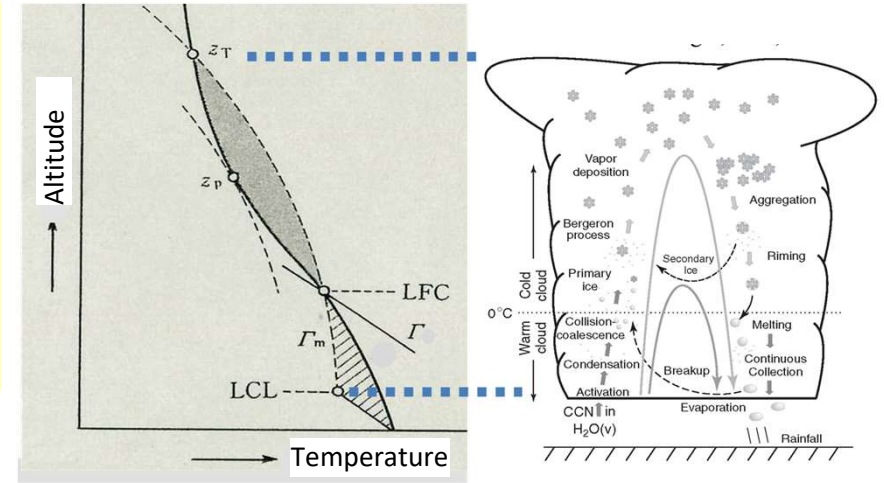 Altitude
z_T
z_p
LFC
Γ
Γ_m
LCL
Temperature
Vapor
deposition
Aggregation
Bergeron
process
Secondary
Ice
Riming
Primary
ice
Cold
cloud
0°C
Warm
cloud
Collision-
coalescence
Melting
Condensation
Breakup
Continuous
Collection
Activation
CCN in
H₂O(v)
Evaporation
Rainfall